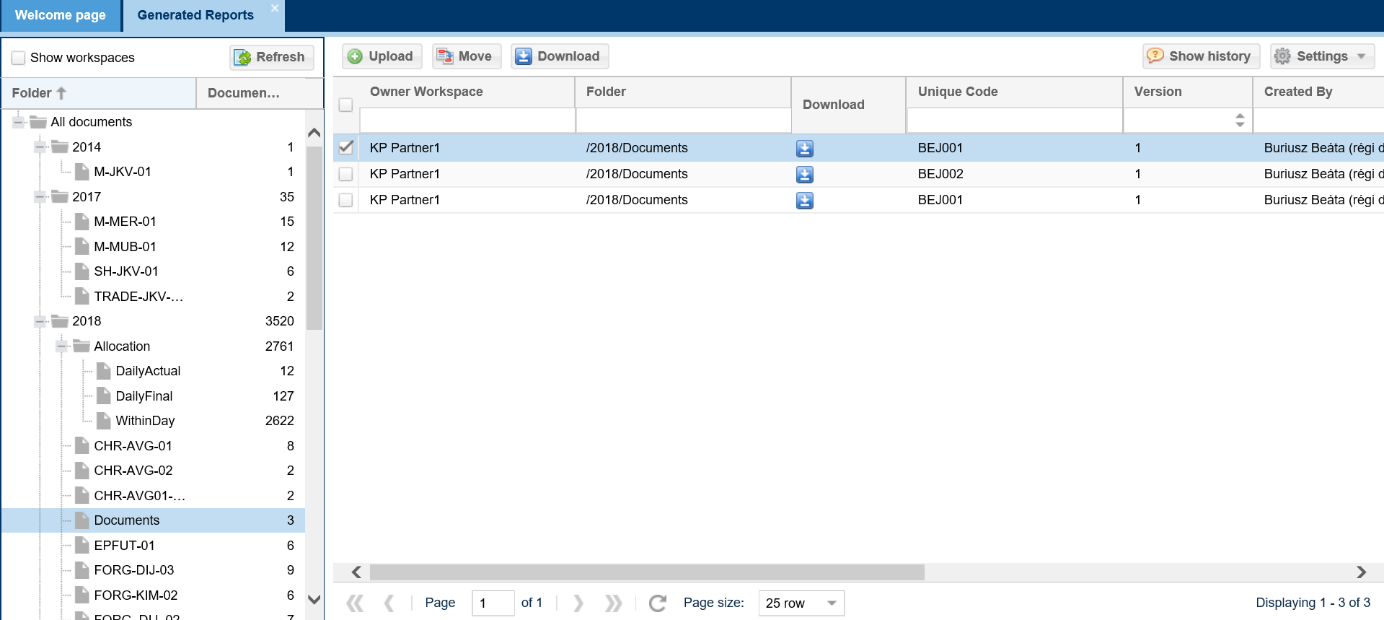 Welcome page
Generated Reports
Show workspaces
Refresh
Folder
Documen...
All documents
2014 1
M-JKV-01 1
2017 35
M-MER-01 15
M-MUB-01 12
SH-JKV-01 6
TRADE-JKV-... 2
2018 3520
Allocation 2761
DailyActual 12
DailyFinal 127
WithinDay 2622
CHR-AVG-01 8
CHR-AVG-02 2
CHR-AVG01-... 2
Documents 3
EPFUT-01 6
FORG-DIJ-03 9
FORG-KIM-02 6
Upload
Move
Download
Show history
Settings
Owner Workspace
Folder
Download
Unique Code
Version
Created By
KP Partner1 /2018/Documents BEJ001 1 Buriusz Beáta (régi d
KP Partner1 /2018/Documents BEJ002 1 Buriusz Beáta (régi d
KP Partner1 /2018/Documents BEJ001 1 Buriusz Beáta (régi d
Page 1 of 1
Page size: 25 row
Displaying 1 - 3 of 3